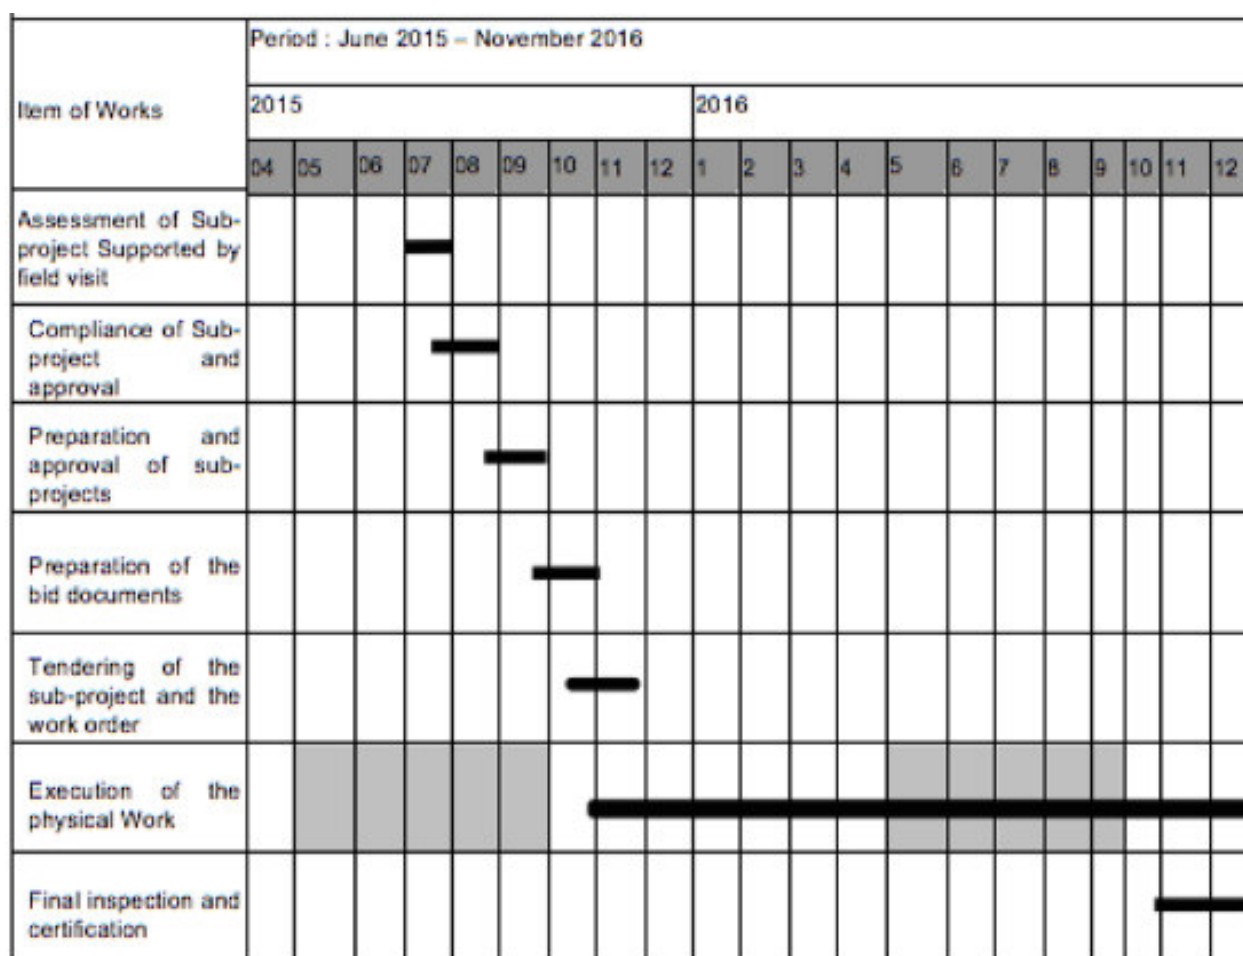 Period : June 2015 – November 2016
Item of Works
2015 2016
04 05 06 07 08 09 10 11 12 1 2 3 4 5 6 7 8 9 10 11 12
Assessment of Sub-
project Supported by
field visit
Compliance of Sub-
project and
approval
Preparation and
approval of sub-
projects
Preparation of the
bid documents
Tendering of the
sub-project and the
work order
Execution of the
physical Work
Final inspection and
certification